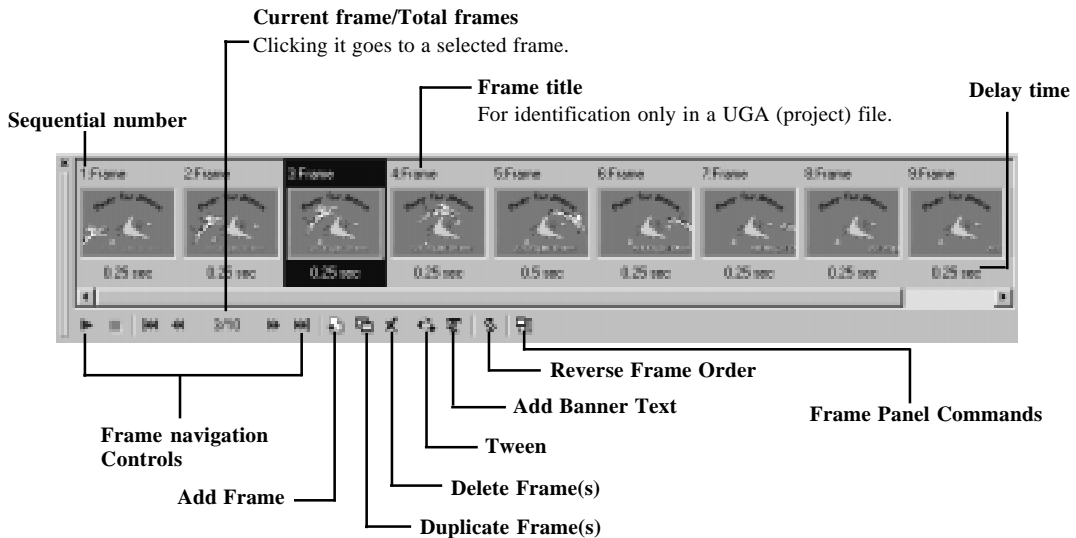 Current frame/Total frames
Clicking it goes to a selected frame.
Frame title
For identification only in a UGA (project) file.
Delay time
Sequential number
1:Frame 2:Frame 3:Frame 4:Frame 5:Frame 6:Frame 7:Frame 8:Frame 9:Frame
0.25 sec 0.25 sec 0.25 sec 0.25 sec 0.5 sec 0.25 sec 0.25 sec 0.25 sec 0.25 sec
3/10
Reverse Frame Order
Add Banner Text
Frame Panel Commands
Frame navigation
Controls
Tween
Add Frame
Delete Frame(s)
Duplicate Frame(s)